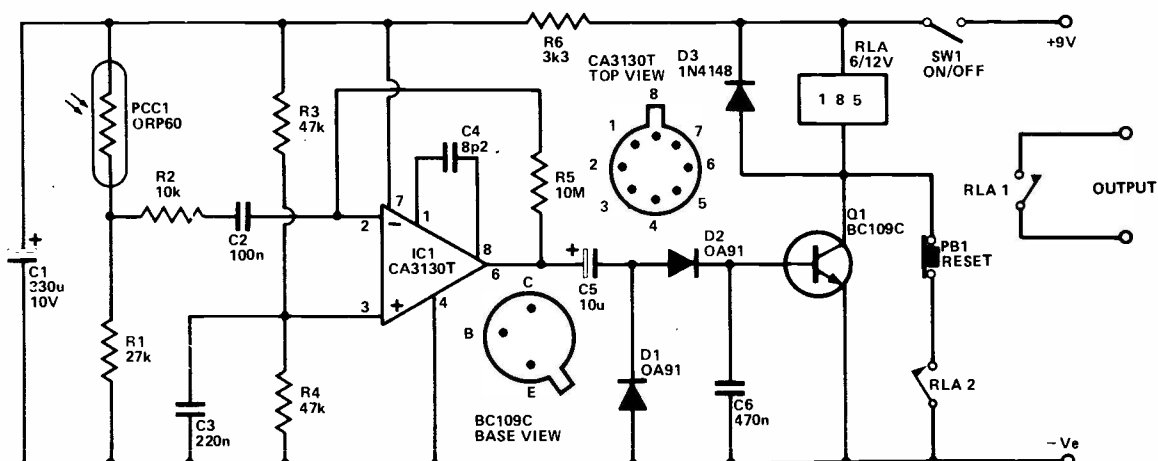 R6
3k3
CA3130T
TOP VIEW
8
1
7
2
6
3
5
4
D3
1N4148
RLA
6/12V
1 8 5
SW1
ON/OFF
+9V
PCC1
ORP60
R3
47k
C4
8p2
R5
10M
R2
10k
C2
100n
7
1
2
−
IC1
CA3130T
8
6
3
+
4
+
C5
10u
D2
OA91
Q1
BC109C
PB1
RESET
RLA 1
OUTPUT
+
C1
330u
10V
R1
27k
C3
220n
R4
47k
C
B
E
BC109C
BASE VIEW
D1
OA91
C6
470n
RLA 2
−Ve